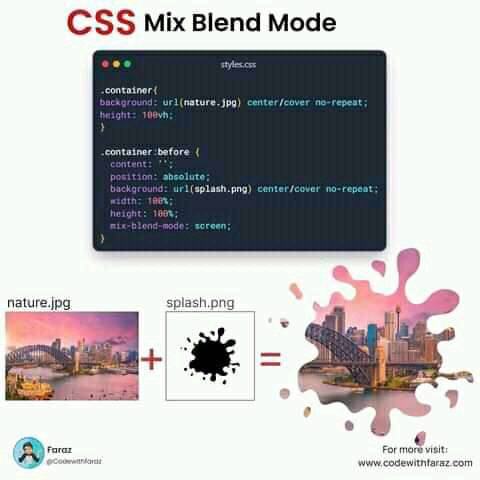 CSS Mix Blend Mode
styles.css
.container{
background: url(nature.jpg) center/cover no-repeat;
height: 100vh;
}
.container:before {
content: '';
position: absolute;
background: url(splash.png) center/cover no-repeat;
width: 100%;
height: 100%;
mix-blend-mode: screen;
}
nature.jpg
splash.png
+
=
Faraz
@Codewithfaraz
For more visit:
www.codewithfaraz.com